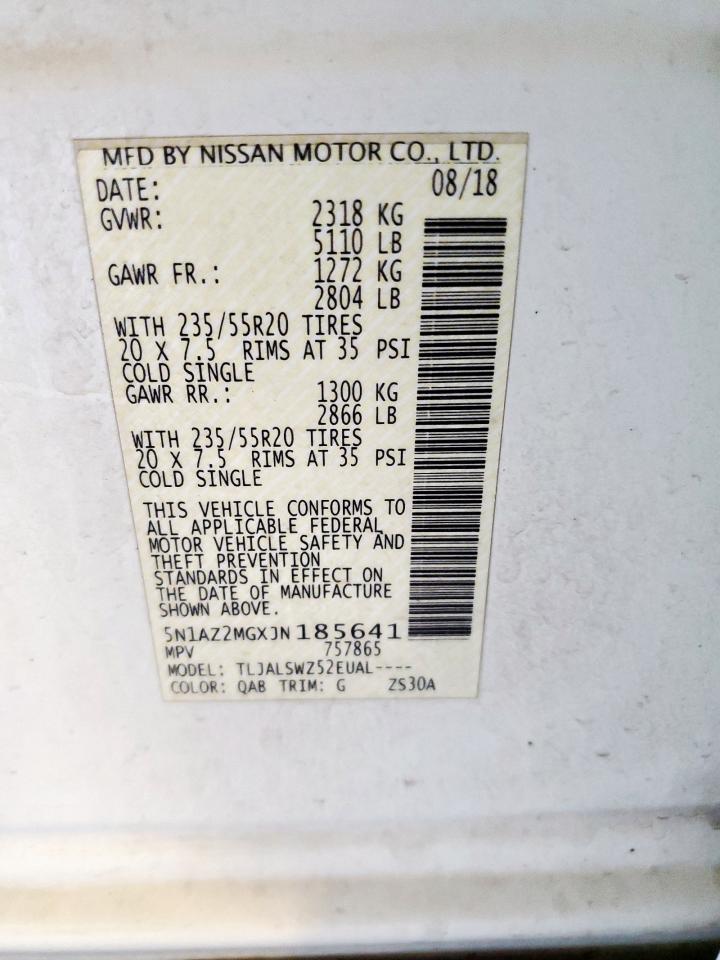 MFD BY NISSAN MOTOR CO., LTD.
DATE: 08/18
GVWR: 2318 KG
5110 LB
GAWR FR.: 1272 KG
2804 LB
WITH 235/55R20 TIRES
20 X 7.5 RIMS AT 35 PSI
COLD SINGLE
GAWR RR.: 1300 KG
2866 LB
WITH 235/55R20 TIRES
20 X 7.5 RIMS AT 35 PSI
COLD SINGLE
THIS VEHICLE CONFORMS TO
ALL APPLICABLE FEDERAL
MOTOR VEHICLE SAFETY AND
THEFT PREVENTION
STANDARDS IN EFFECT ON
THE DATE OF MANUFACTURE
SHOWN ABOVE.
5N1AZ2MGXJN185641
MPV 757865
MODEL: TLJALSWZ52EUAL----
COLOR: QAB TRIM: G ZS30A